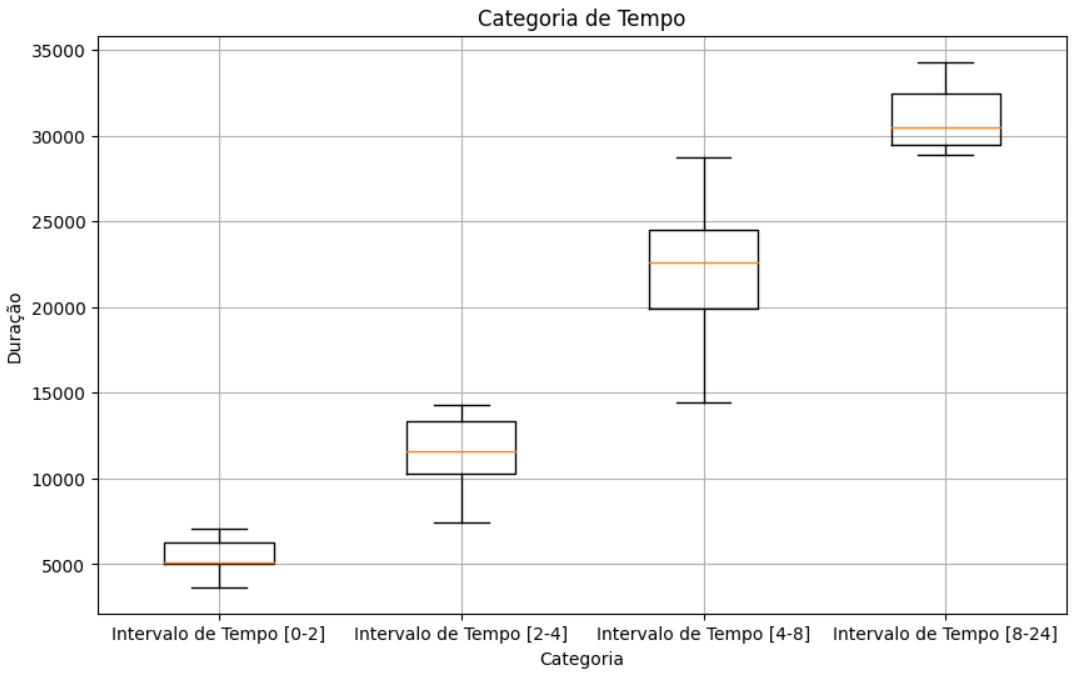 Categoria de Tempo
35000
30000
25000
20000
15000
10000
5000
Duração
Intervalo de Tempo [0-2] Intervalo de Tempo [2-4] Intervalo de Tempo [4-8] Intervalo de Tempo [8-24]
Categoria